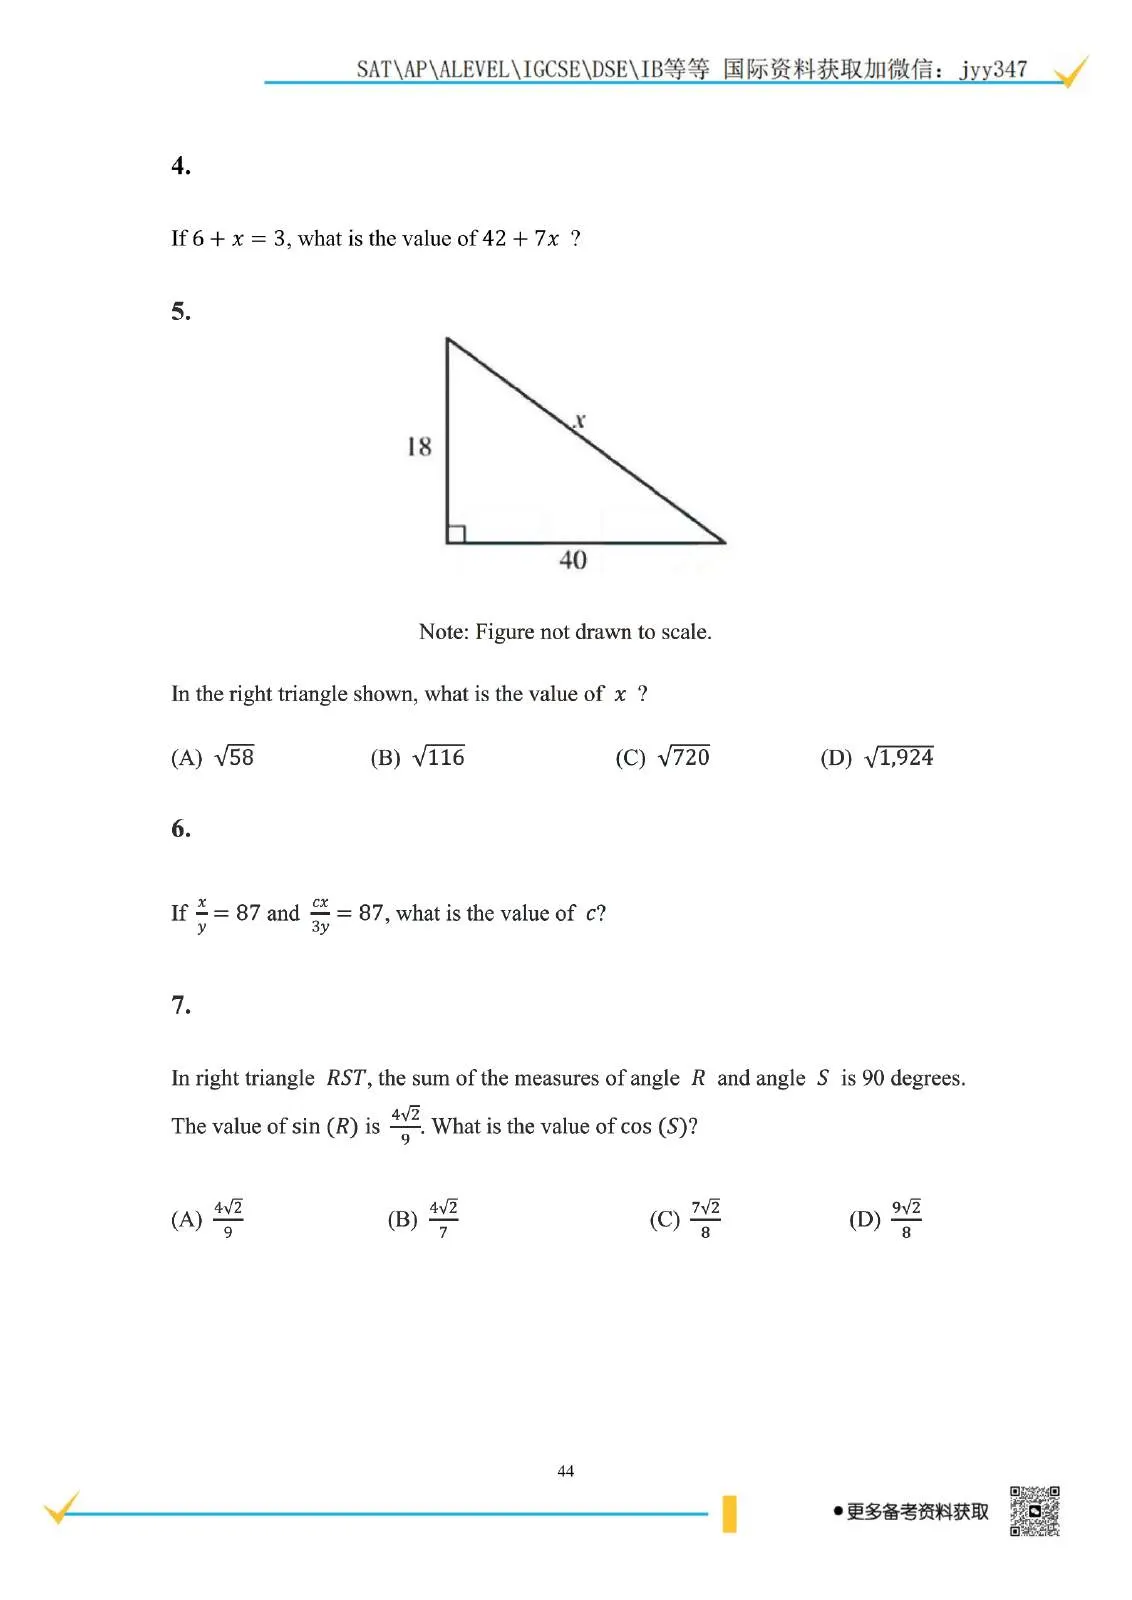 SAT\AP\ALEVEL\IGCSE\DSE\IB等等 国际资料获取加微信：jyy347
4.
If 6 + x = 3, what is the value of 42 + 7x ?
5.
18
x
40
Note: Figure not drawn to scale.
In the right triangle shown, what is the value of x ?
(A) √58 (B) √116 (C) √720 (D) √1,924
6.
If x/y = 87 and cx/3y = 87, what is the value of c?
7.
In right triangle RST, the sum of the measures of angle R and angle S is 90 degrees.
The value of sin (R) is 4√2/9. What is the value of cos (S)?
(A) 4√2/9 (B) 4√2/7 (C) 7√2/8 (D) 9√2/8
44
●更多备考资料获取